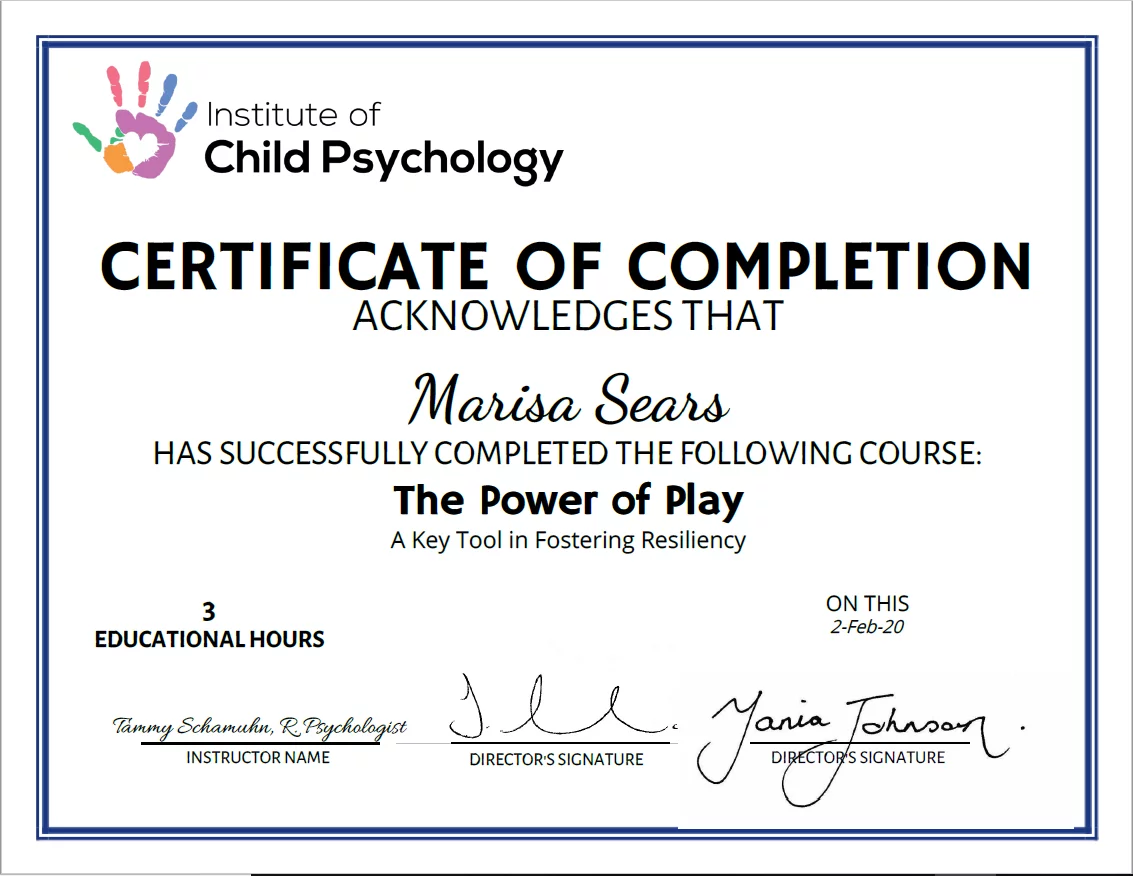 Institute of
Child Psychology
CERTIFICATE OF COMPLETION
ACKNOWLEDGES THAT
Marisa Sears
HAS SUCCESSFULLY COMPLETED THE FOLLOWING COURSE:
The Power of Play
A Key Tool in Fostering Resiliency
3
EDUCATIONAL HOURS
ON THIS
2-Feb-20
Tammy Schamuhn, R. Psychologist
INSTRUCTOR NAME
DIRECTOR'S SIGNATURE
Tania Johnson
DIRECTOR'S SIGNATURE